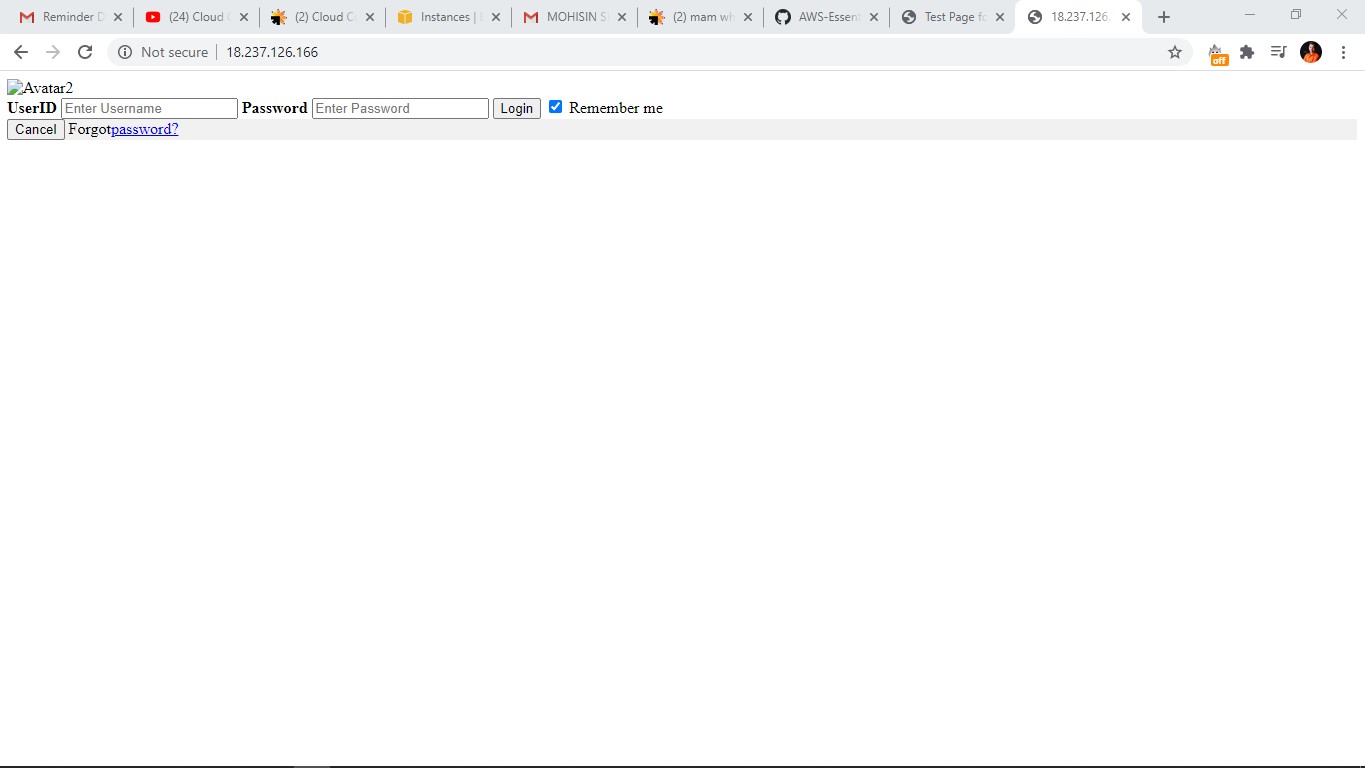 Reminder D
(24) Cloud
(2) Cloud C
Instances |
MOHISIN S
(2) mam wh
AWS-Essent
Test Page fo
18.237.126.
Not secure
18.237.126.166
off
Avatar2
UserID Enter Username Password Enter Password Login Remember me
Cancel Forgotpassword?